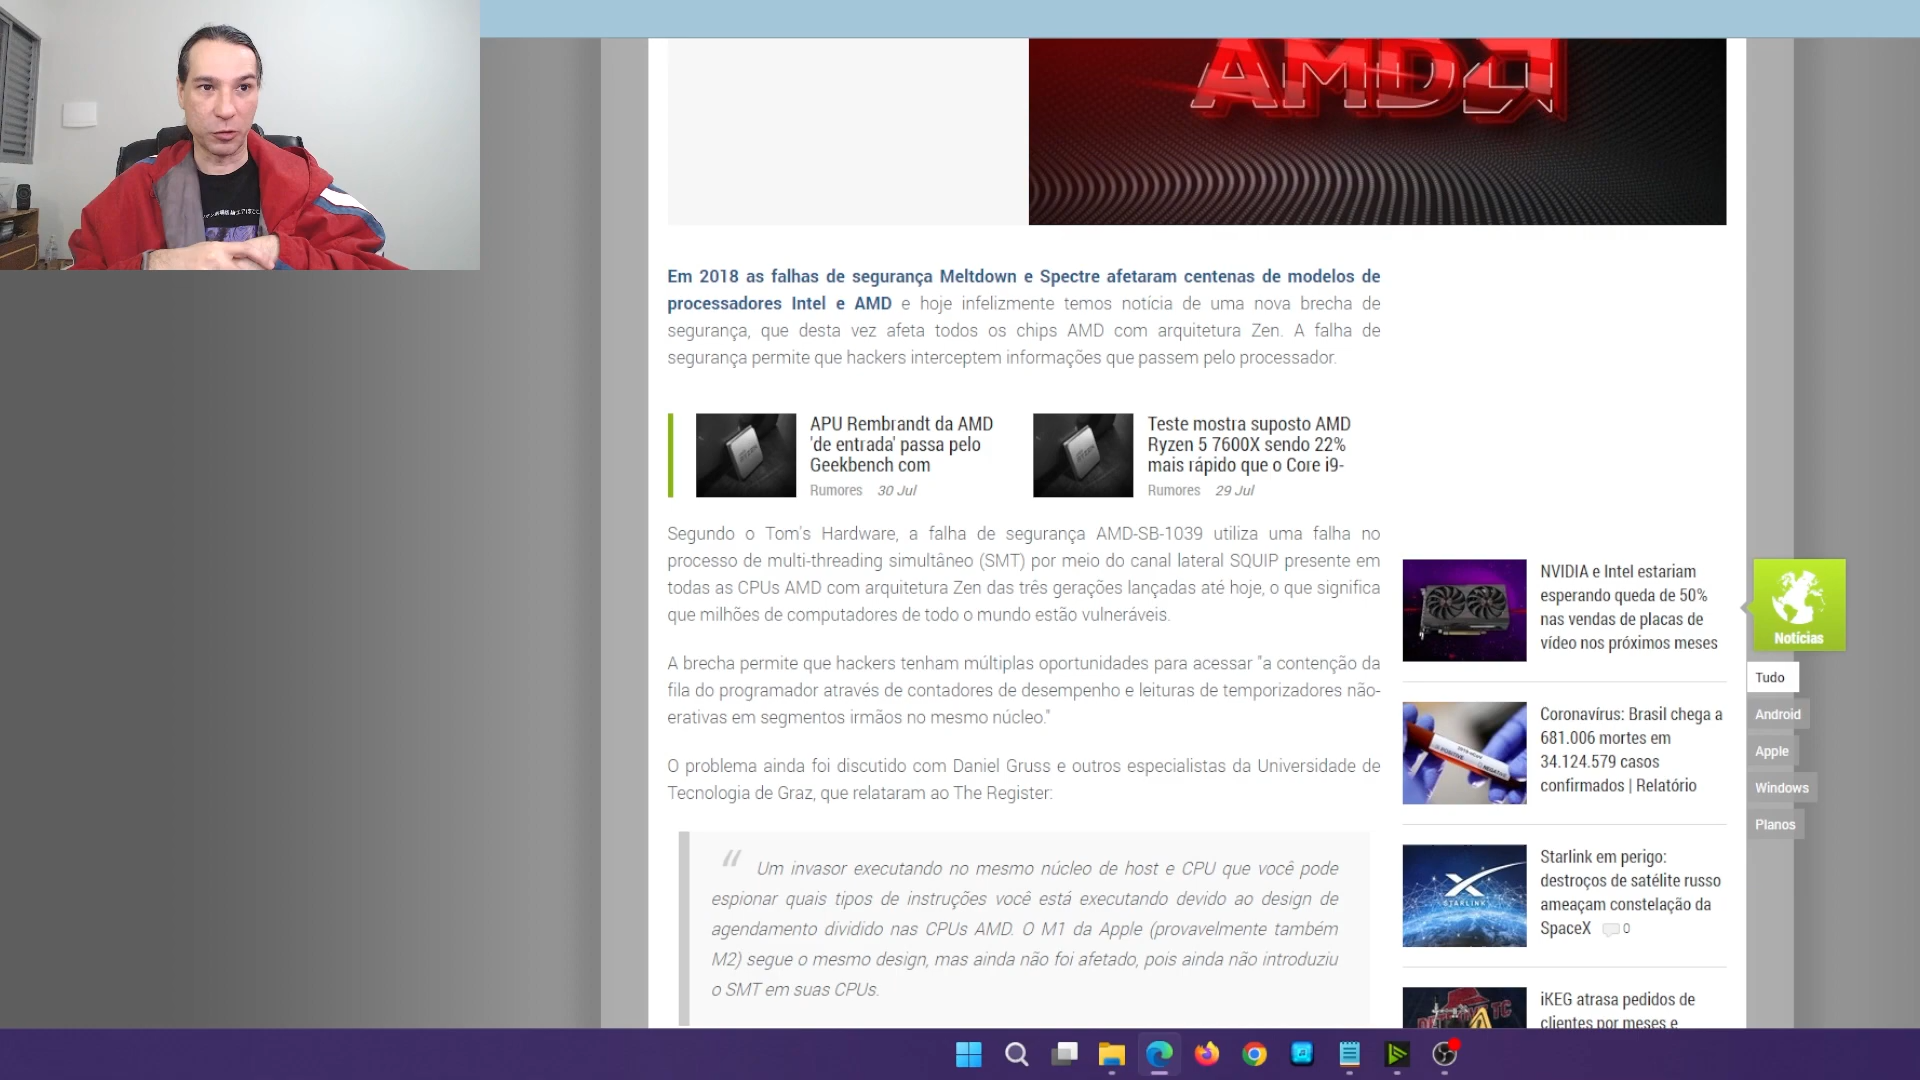 AMD
Em 2018 as falhas de segurança Meltdown e Spectre afetaram centenas de modelos de
processadores Intel e AMD e hoje infelizmente temos notícia de uma nova brecha de
segurança, que desta vez afeta todos os chips AMD com arquitetura Zen. A falha de
segurança permite que hackers interceptem informações que passem pelo processador.
APU Rembrandt da AMD
'de entrada' passa pelo
Geekbench com
Rumores 30 Jul
Teste mostra suposto AMD
Ryzen 5 7600X sendo 22%
mais rápido que o Core i9-
Rumores 29 Jul
Segundo o Tom's Hardware, a falha de segurança AMD-SB-1039 utiliza uma falha no
processo de multi-threading simultâneo (SMT) por meio do canal lateral SQUIP presente em
todas as CPUs AMD com arquitetura Zen das três gerações lançadas até hoje, o que significa
que milhões de computadores de todo o mundo estão vulneráveis.
A brecha permite que hackers tenham múltiplas oportunidades para acessar "a contenção da
fila do programador através de contadores de desempenho e leituras de temporizadores não-
erativas em segmentos irmãos no mesmo núcleo."
O problema ainda foi discutido com Daniel Gruss e outros especialistas da Universidade de
Tecnologia de Graz, que relataram ao The Register:
“ Um invasor executando no mesmo núcleo de host e CPU que você pode
espionar quais tipos de instruções você está executando devido ao design de
agendamento dividido nas CPUs AMD. O M1 da Apple (provavelmente também
M2) segue o mesmo design, mas ainda não foi afetado, pois ainda não introduziu
o SMT em suas CPUs.
NVIDIA e Intel estariam
esperando queda de 50%
nas vendas de placas de
vídeo nos próximos meses
Coronavírus: Brasil chega a
681.006 mortes em
34.124.579 casos
confirmados | Relatório
Starlink em perigo:
destroços de satélite russo
ameaçam constelação da
SpaceX 0
STARLINK
iKEG atrasa pedidos de
clientes por meses e
Notícias
Tudo
Android
Apple
Windows
Planos